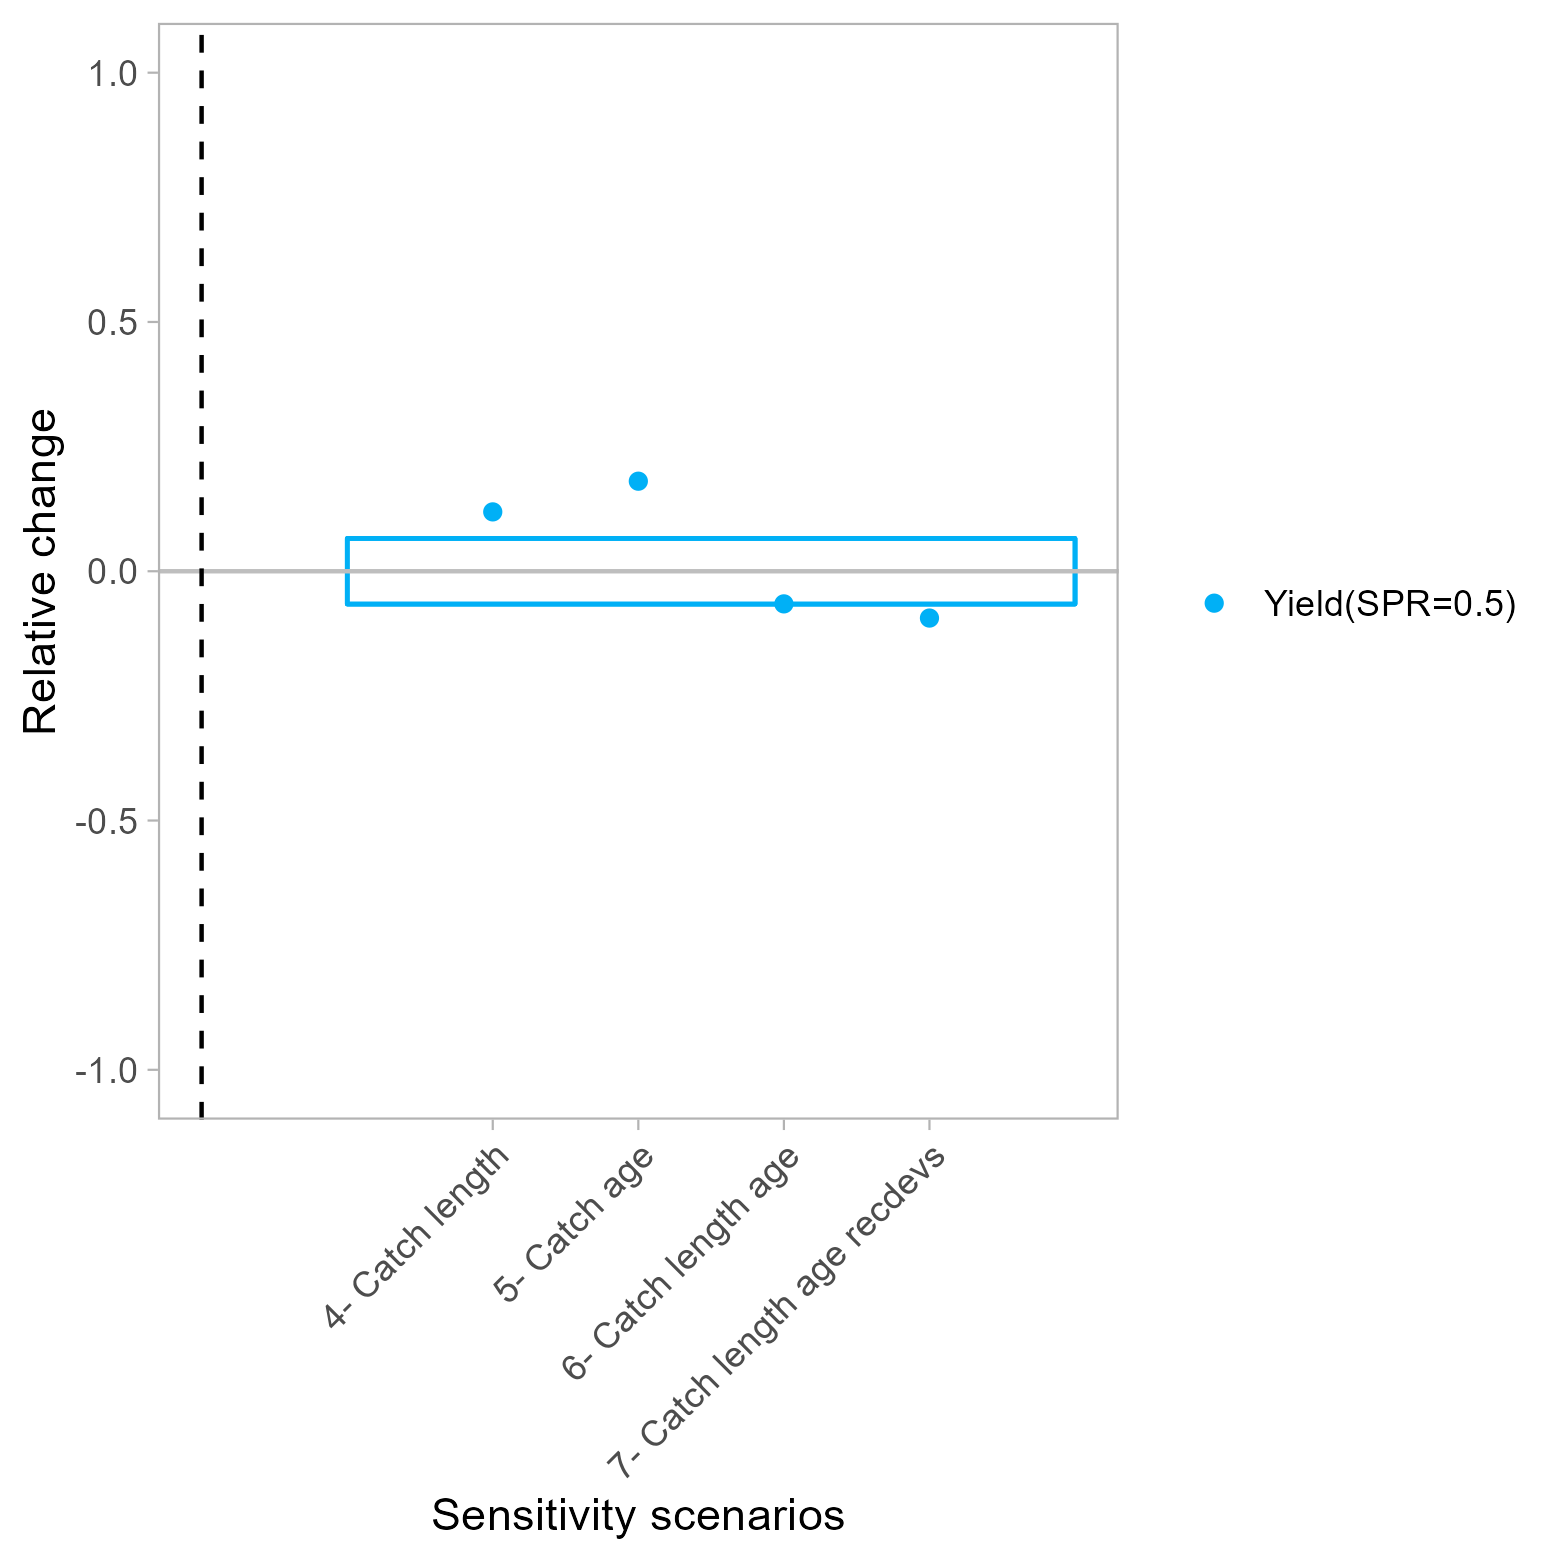 1.0
0.5
0.0
-0.5
-1.0
Relative change
4- Catch length
5- Catch age
6- Catch length age
7- Catch length age recdevs
Sensitivity scenarios
Yield(SPR=0.5)